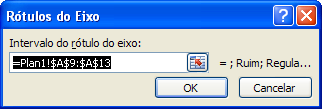 Rótulos do Eixo
Intervalo do rótulo do eixo:
=Plan1!$A$9:$A$13 = ; Ruim; Regula...
OK Cancelar